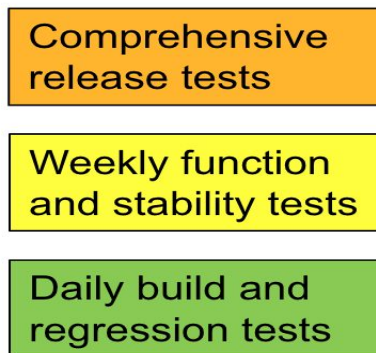 Comprehensive
release tests
Weekly function
and stability tests
Daily build and
regression tests